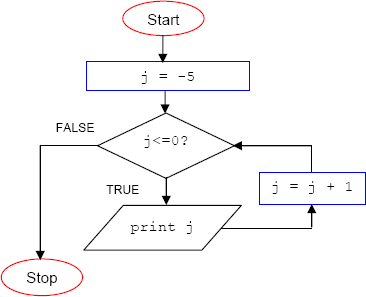 Start
j = -5
FALSE
j<=0?
TRUE
j = j + 1
print j
Stop